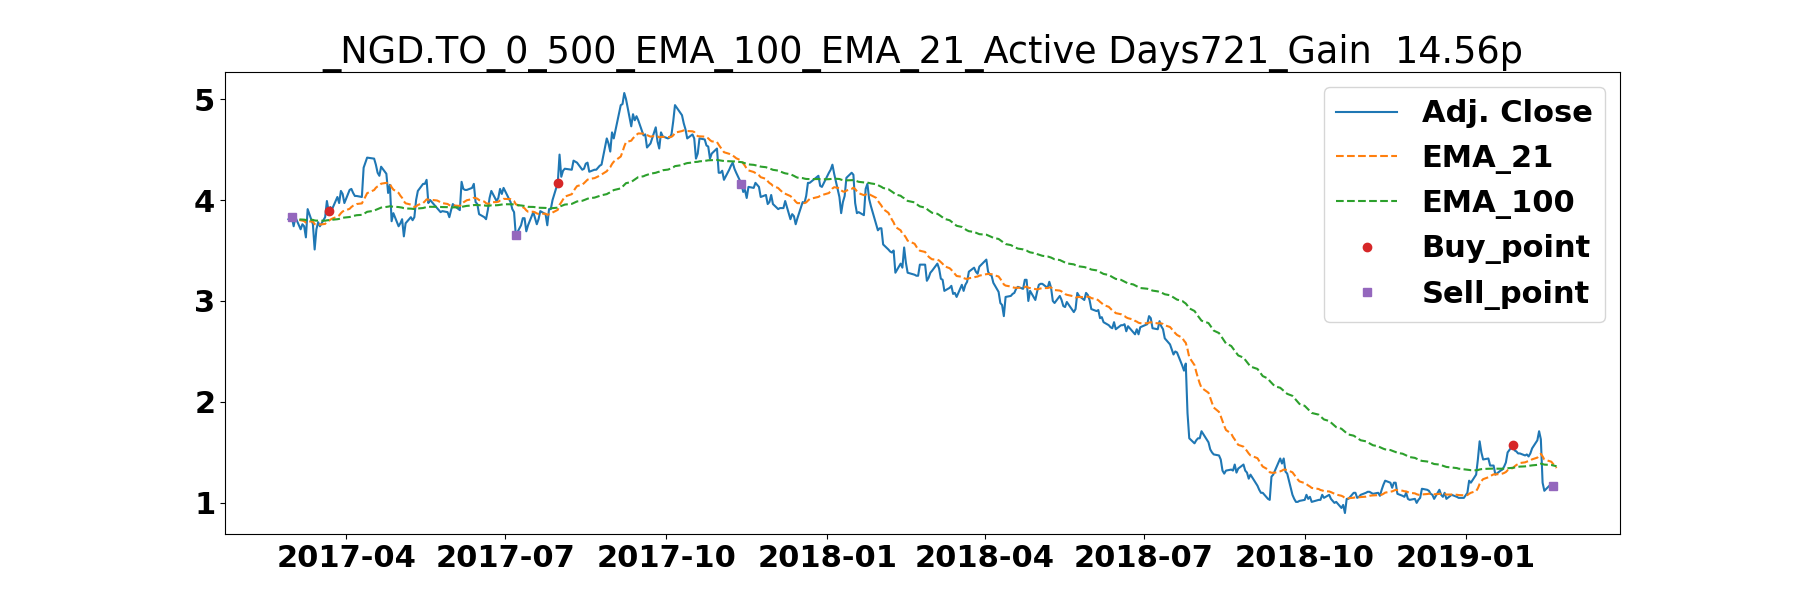 _NGD.TO_0_500_EMA_100_EMA_21_Active Days721_Gain  14.56p
5
4
3
2
1
Adj. Close
EMA_21
EMA_100
Buy_point
Sell_point
2017-04 2017-07 2017-10 2018-01 2018-04 2018-07 2018-10 2019-01